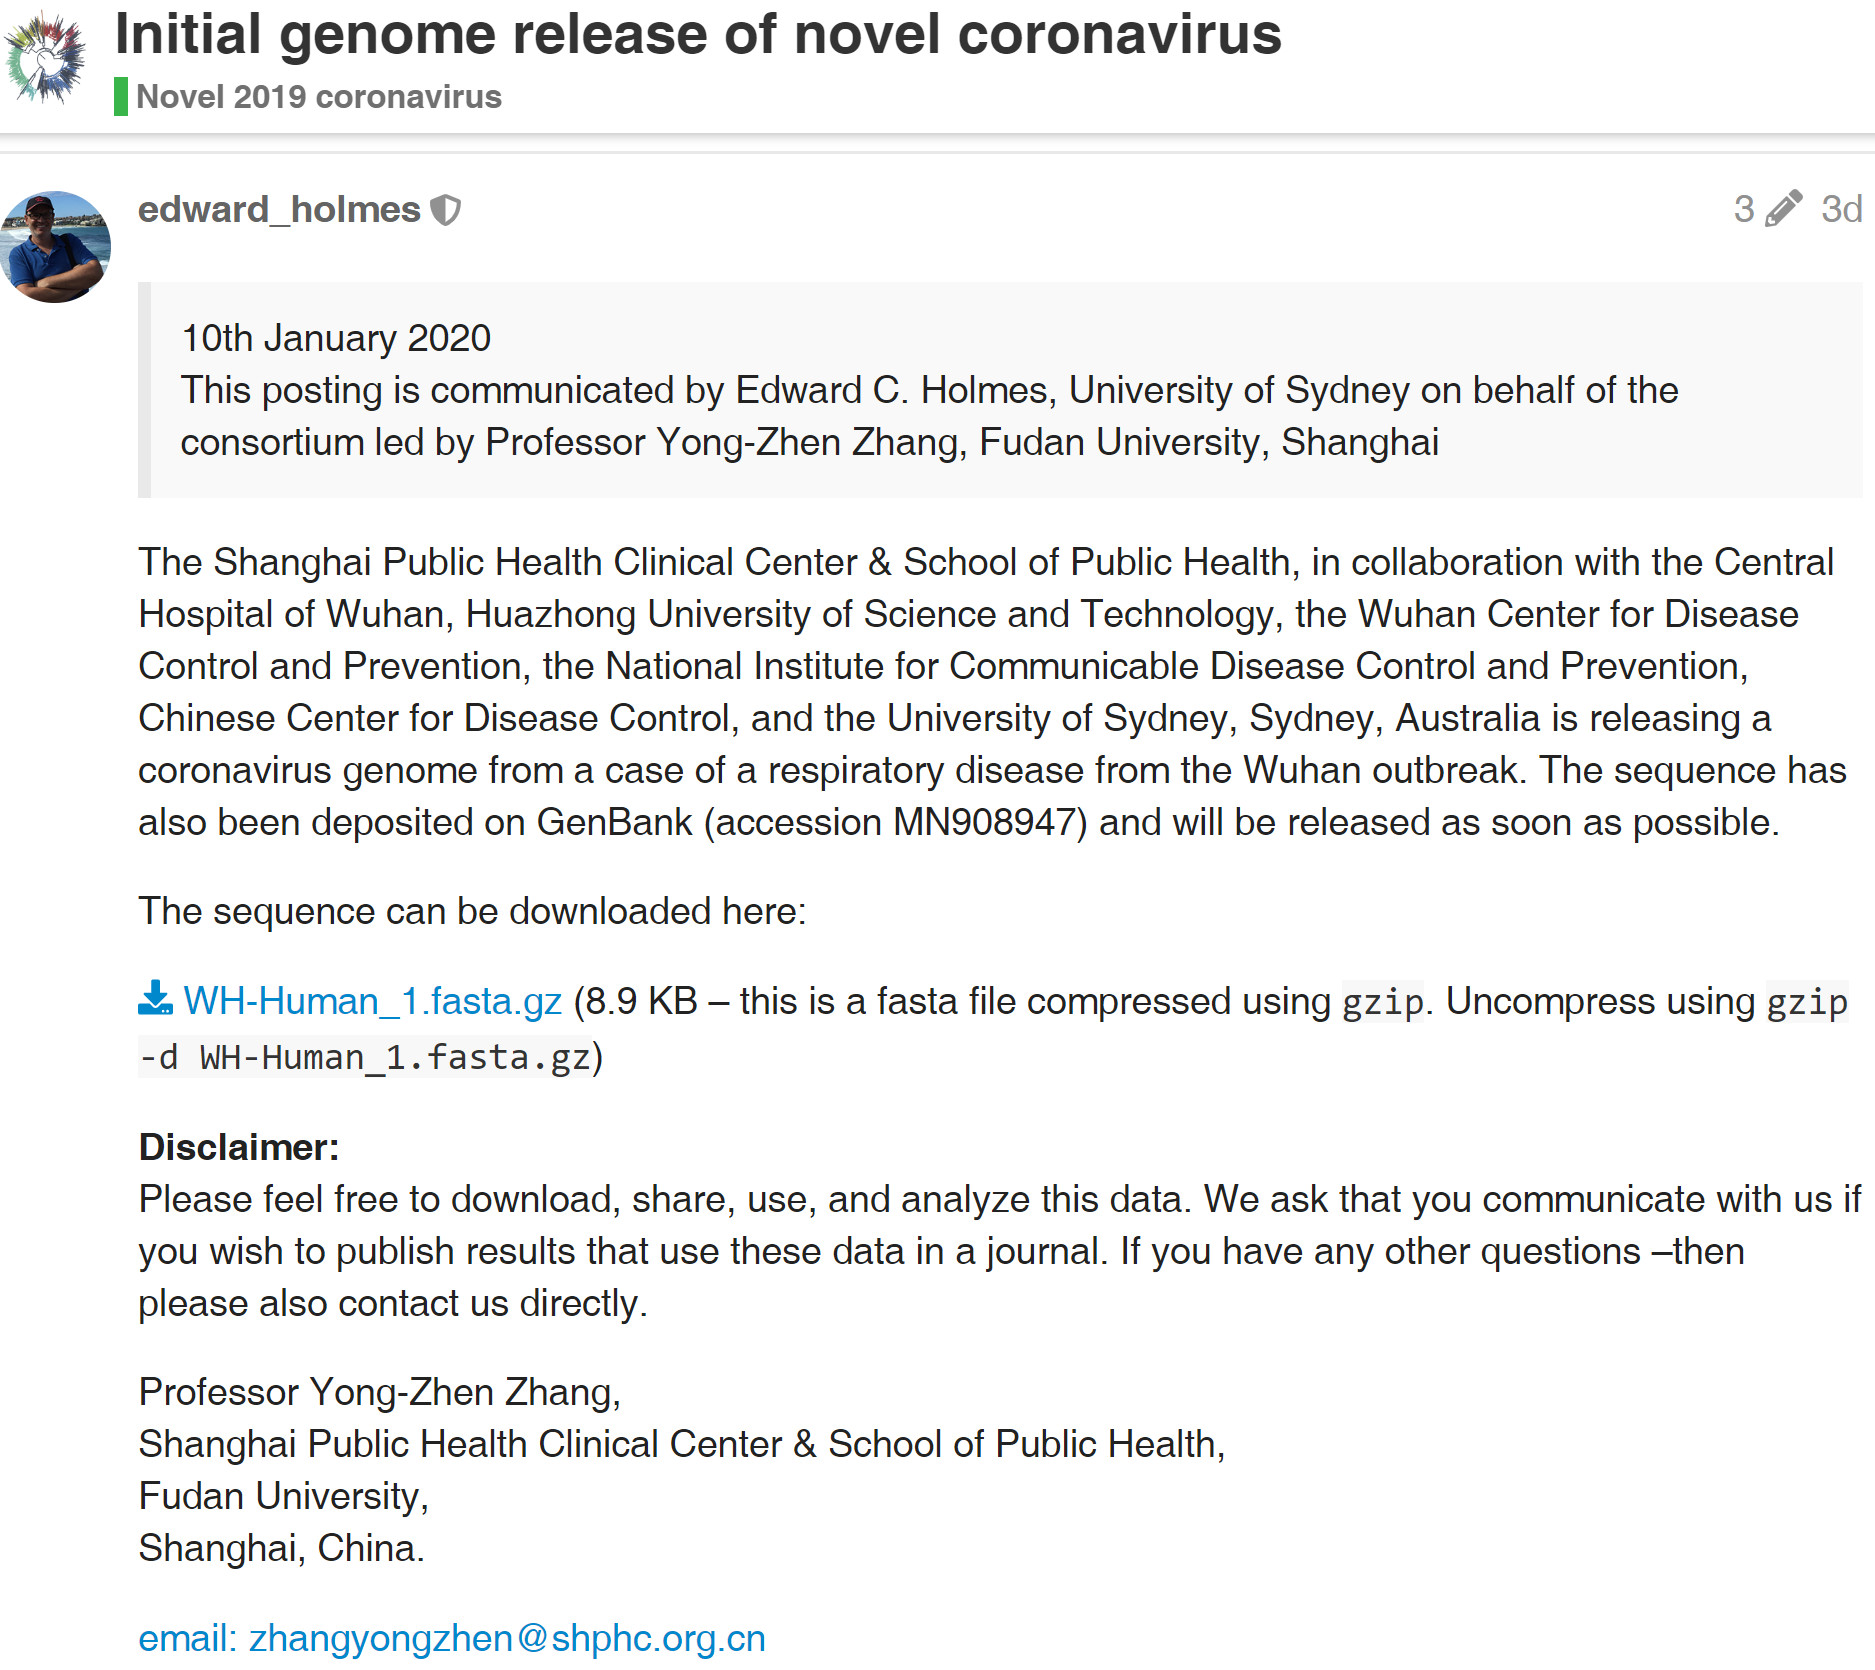 Initial genome release of novel coronavirus
Novel 2019 coronavirus
edward_holmes 3 3d
10th January 2020
This posting is communicated by Edward C. Holmes, University of Sydney on behalf of the
consortium led by Professor Yong-Zhen Zhang, Fudan University, Shanghai
The Shanghai Public Health Clinical Center & School of Public Health, in collaboration with the Central
Hospital of Wuhan, Huazhong University of Science and Technology, the Wuhan Center for Disease
Control and Prevention, the National Institute for Communicable Disease Control and Prevention,
Chinese Center for Disease Control, and the University of Sydney, Sydney, Australia is releasing a
coronavirus genome from a case of a respiratory disease from the Wuhan outbreak. The sequence has
also been deposited on GenBank (accession MN908947) and will be released as soon as possible.
The sequence can be downloaded here:
WH-Human_1.fasta.gz (8.9 KB – this is a fasta file compressed using gzip. Uncompress using gzip
-d WH-Human_1.fasta.gz)
Disclaimer:
Please feel free to download, share, use, and analyze this data. We ask that you communicate with us if
you wish to publish results that use these data in a journal. If you have any other questions –then
please also contact us directly.
Professor Yong-Zhen Zhang,
Shanghai Public Health Clinical Center & School of Public Health,
Fudan University,
Shanghai, China.
email: zhangyongzhen@shphc.org.cn